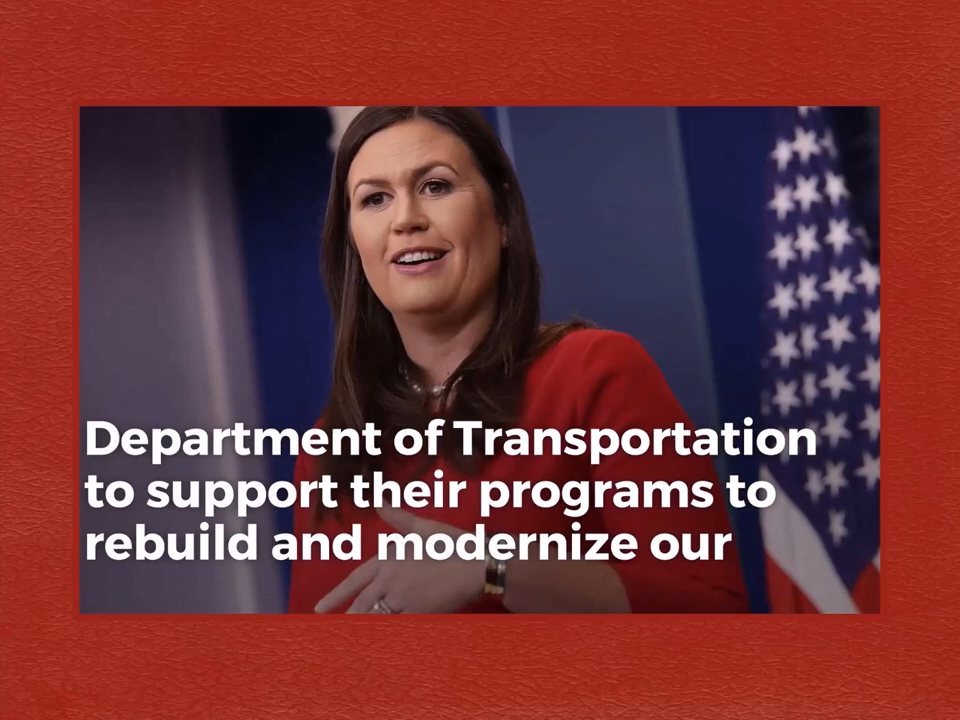 Department of Transportation
to support their programs to
rebuild and modernize our